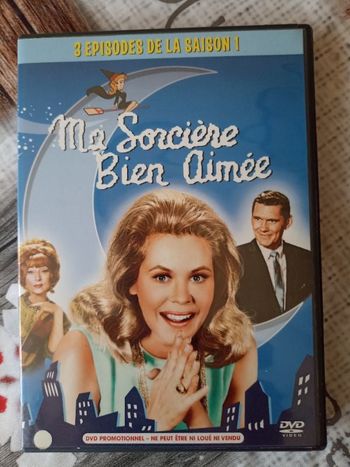 3 EPISODES DE LA SAISON 1
Ma Sorcière
Bien Aimée
DVD
VIDEO
DVD PROMOTIONNEL - NE PEUT ÊTRE NI LOUÉ NI VENDU